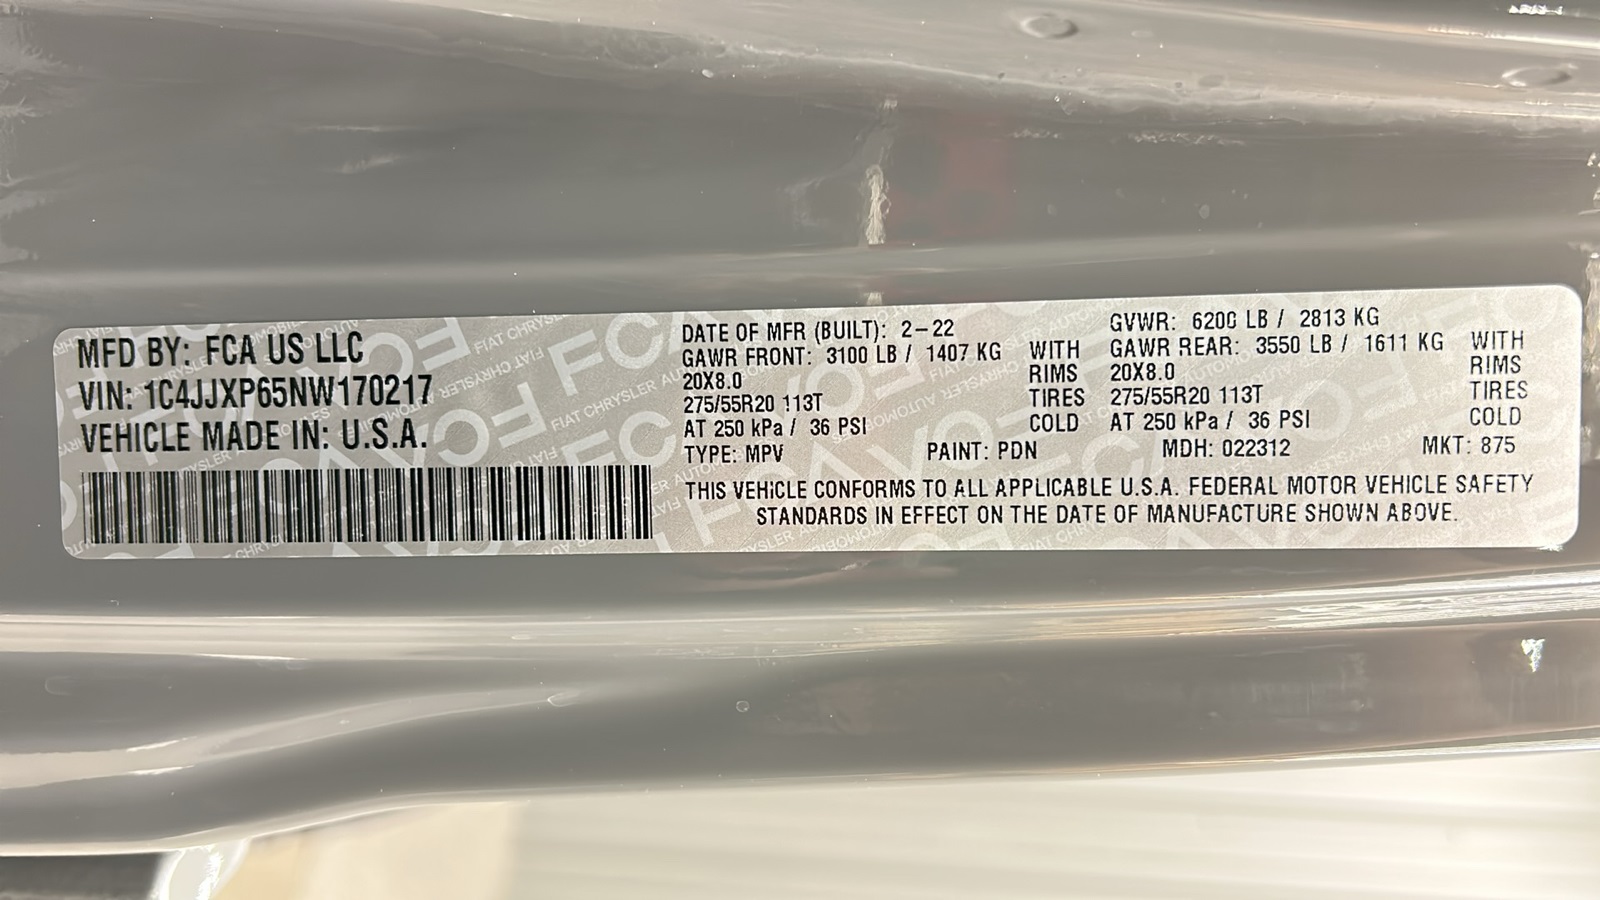 MFD BY: FCA US LLC
VIN: 1C4JJXP65NW170217
VEHICLE MADE IN: U.S.A.
DATE OF MFR (BUILT): 2-22
GAWR FRONT: 3100 LB / 1407 KG WITH
20X8.0 RIMS
275/55R20 113T TIRES
AT 250 kPa / 36 PSI COLD
GVWR: 6200 LB / 2813 KG
GAWR REAR: 3550 LB / 1611 KG WITH
20X8.0 RIMS
275/55R20 113T TIRES
AT 250 kPa / 36 PSI COLD
TYPE: MPV PAINT: PDN MDH: 022312 MKT: 875
THIS VEHICLE CONFORMS TO ALL APPLICABLE U.S.A. FEDERAL MOTOR VEHICLE SAFETY
STANDARDS IN EFFECT ON THE DATE OF MANUFACTURE SHOWN ABOVE.